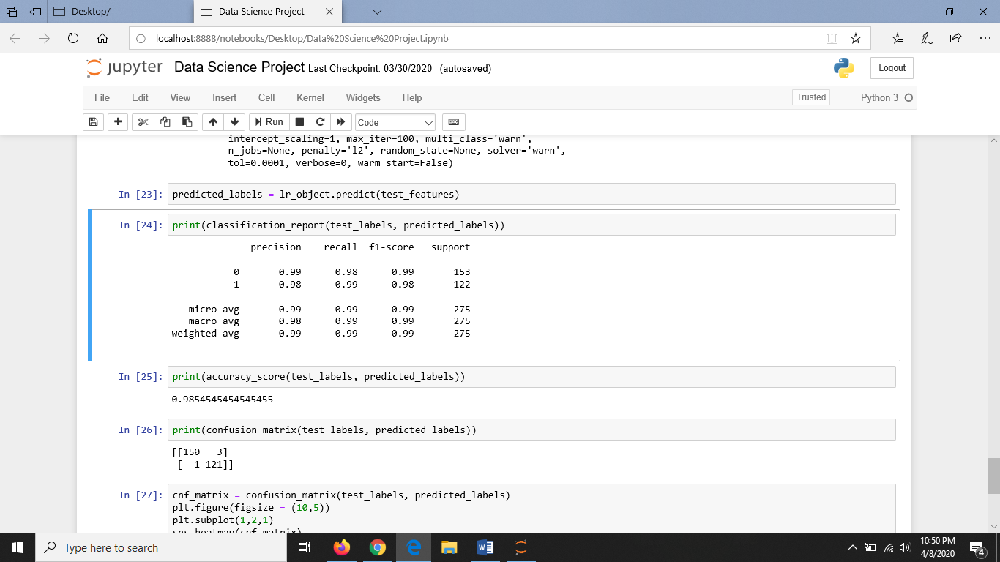 Desktop/
Data Science Project
localhost:8888/notebooks/Desktop/Data%20Science%20Project.ipynb
jupyter Data Science Project Last Checkpoint: 03/30/2020 (autosaved)
Logout
File Edit View Insert Cell Kernel Widgets Help
Trusted
Python 3
Run
Code
intercept_scaling=1, max_iter=100, multi_class='warn',
n_jobs=None, penalty='l2', random_state=None, solver='warn',
tol=0.0001, verbose=0, warm_start=False)
In [23]: predicted_labels = lr_object.predict(test_features)
In [24]: print(classification_report(test_labels, predicted_labels))
precision recall f1-score support
0 0.99 0.98 0.99 153
1 0.98 0.99 0.98 122
micro avg 0.99 0.99 0.99 275
macro avg 0.98 0.99 0.99 275
weighted avg 0.99 0.99 0.99 275
In [25]: print(accuracy_score(test_labels, predicted_labels))
0.9854545454545455
In [26]: print(confusion_matrix(test_labels, predicted_labels))
[[150 3]
[ 1 121]]
In [27]: cnf_matrix = confusion_matrix(test_labels, predicted_labels)
plt.figure(figsize = (10,5))
plt.subplot(1,2,1)
sns.heatmap(cnf_matrix)
Type here to search
10:50 PM
4/8/2020
4